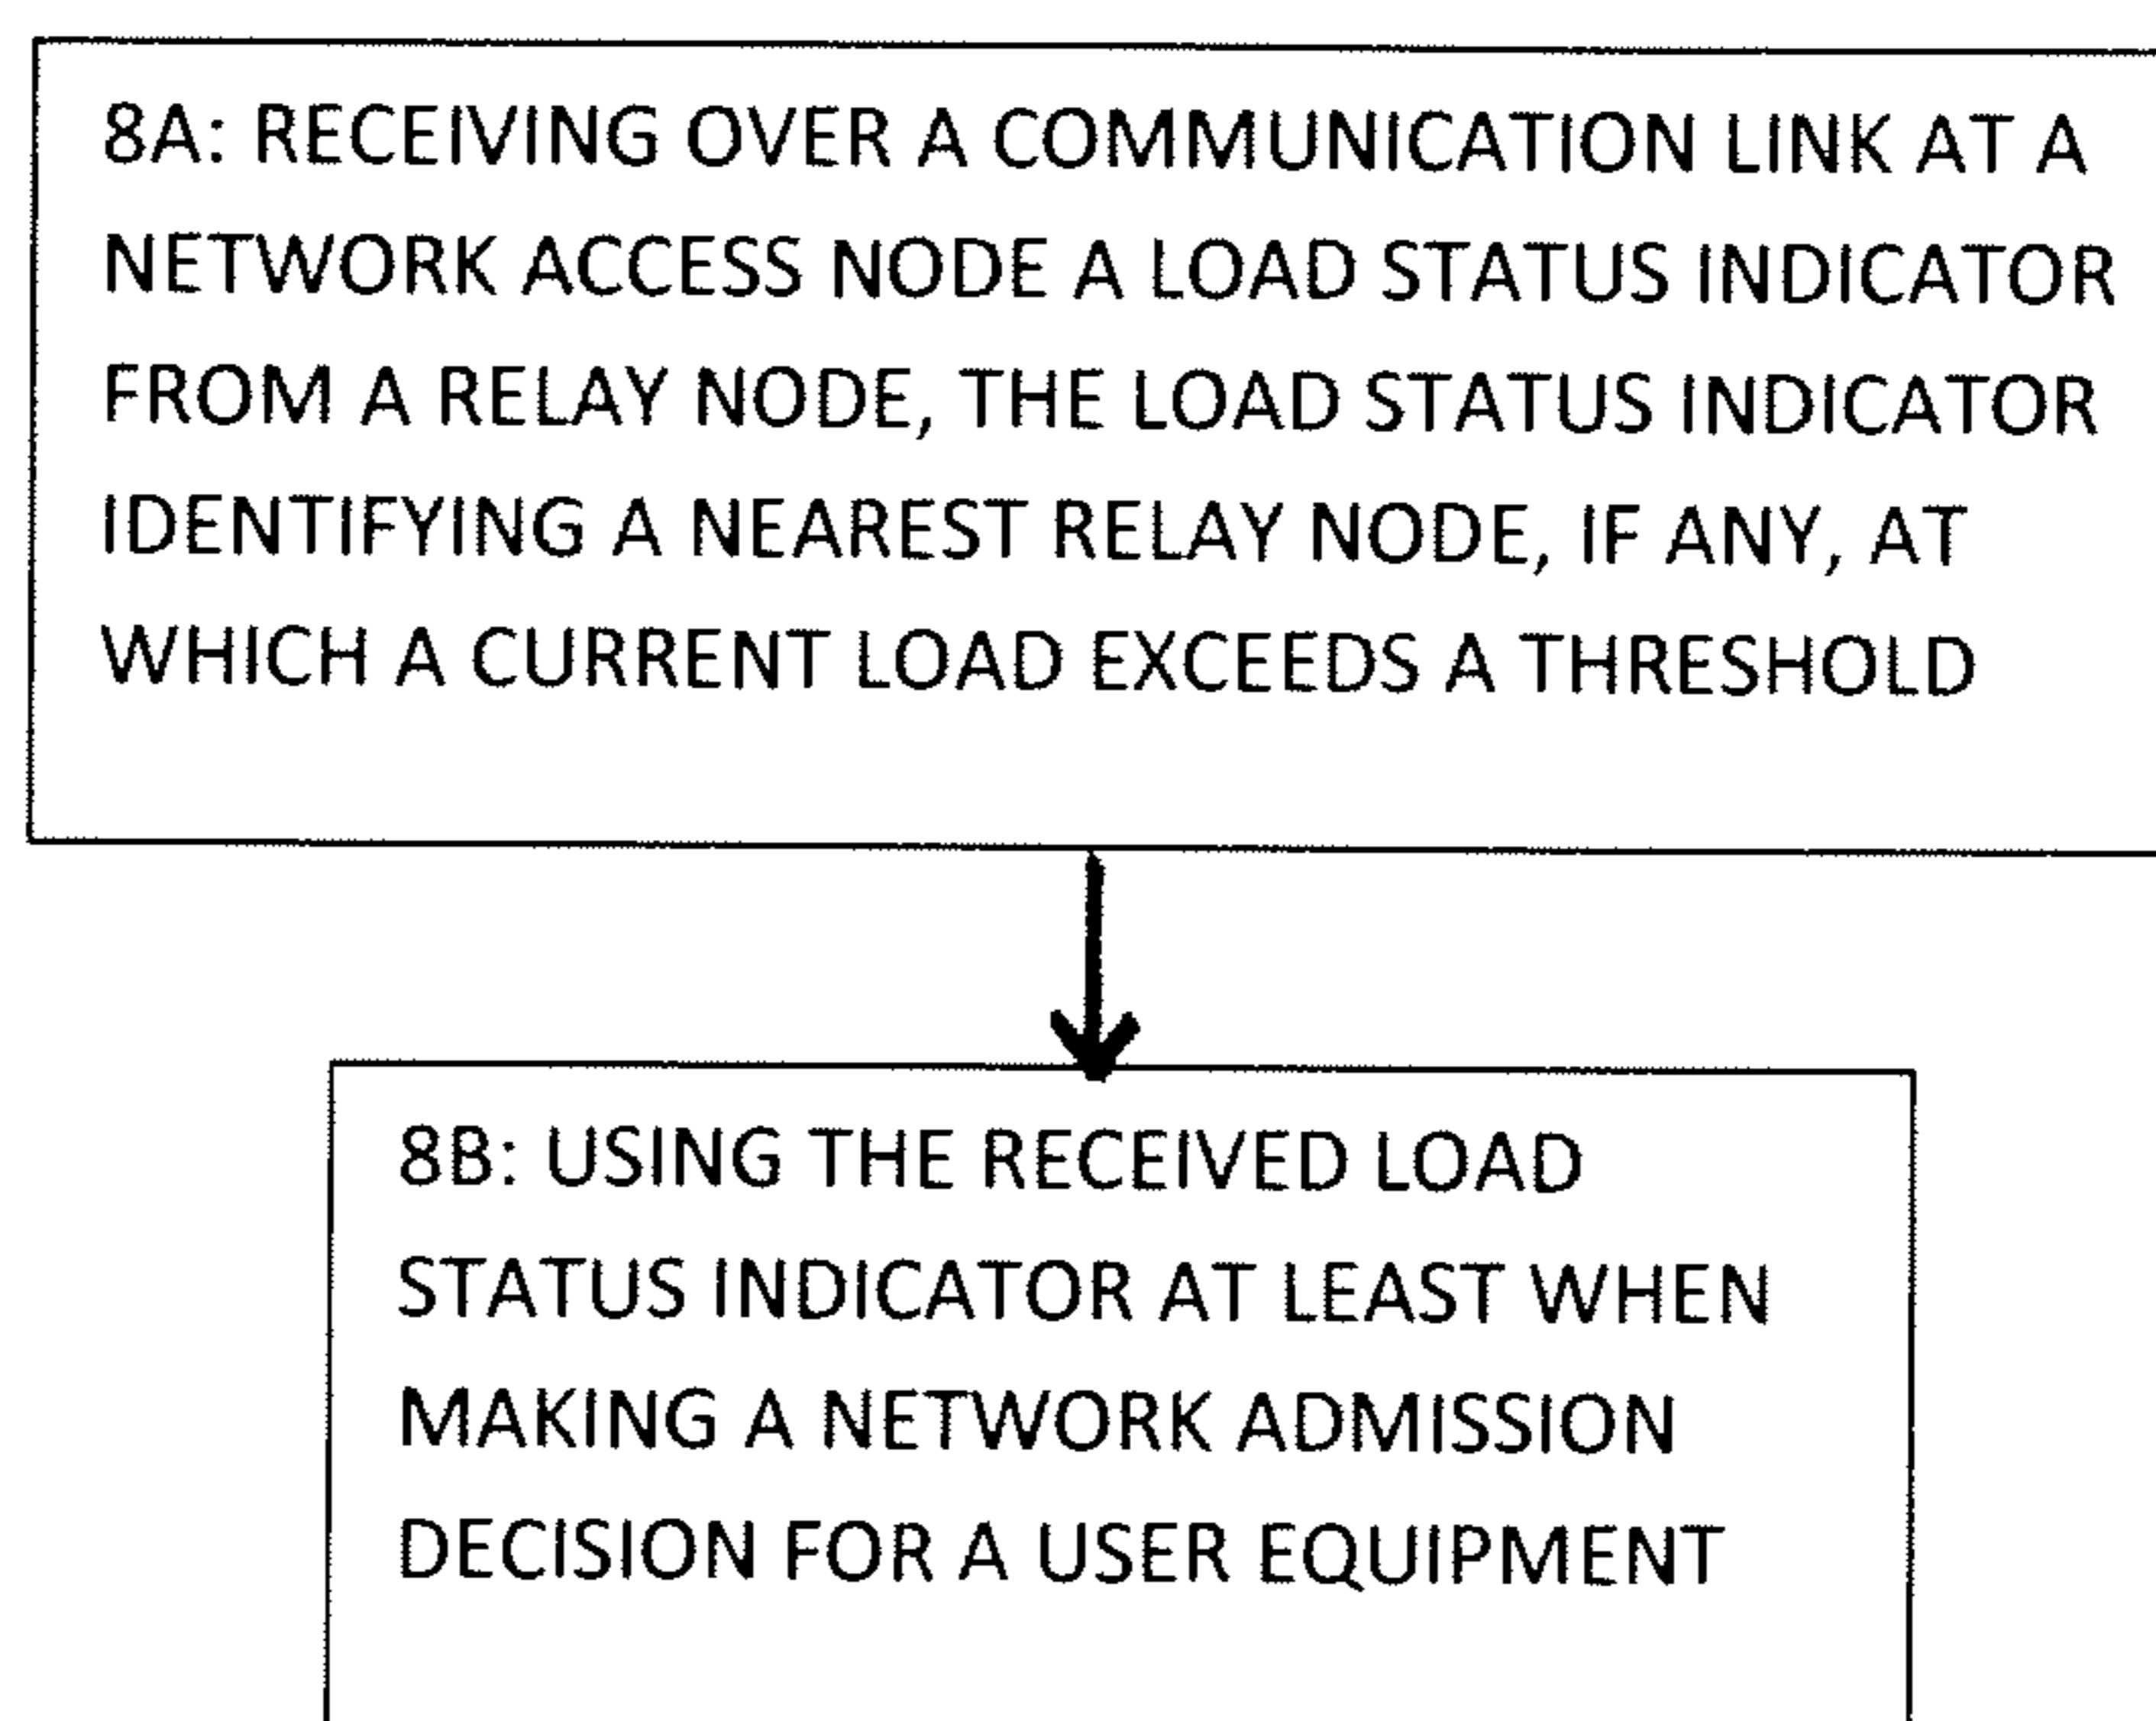 8A: RECEIVING OVER A COMMUNICATION LINK AT A
NETWORK ACCESS NODE A LOAD STATUS INDICATOR
FROM A RELAY NODE, THE LOAD STATUS INDICATOR
IDENTIFYING A NEAREST RELAY NODE, IF ANY, AT
WHICH A CURRENT LOAD EXCEEDS A THRESHOLD
8B: USING THE RECEIVED LOAD
STATUS INDICATOR AT LEAST WHEN
MAKING A NETWORK ADMISSION
DECISION FOR A USER EQUIPMENT